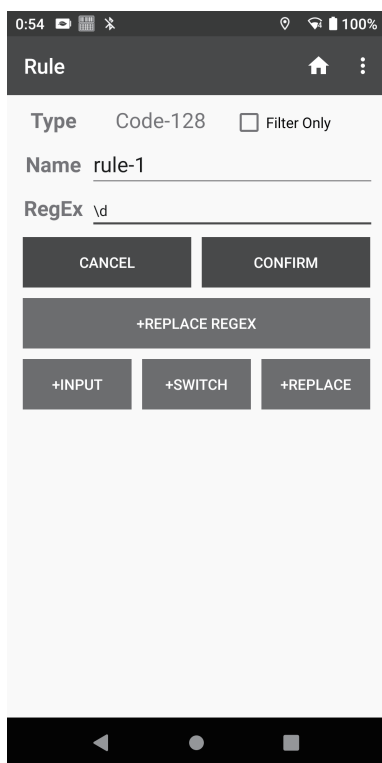 0:54 100%
Rule
Type Code-128 Filter Only
Name rule-1
RegEx \d
CANCEL CONFIRM
+REPLACE REGEX
+INPUT +SWITCH +REPLACE